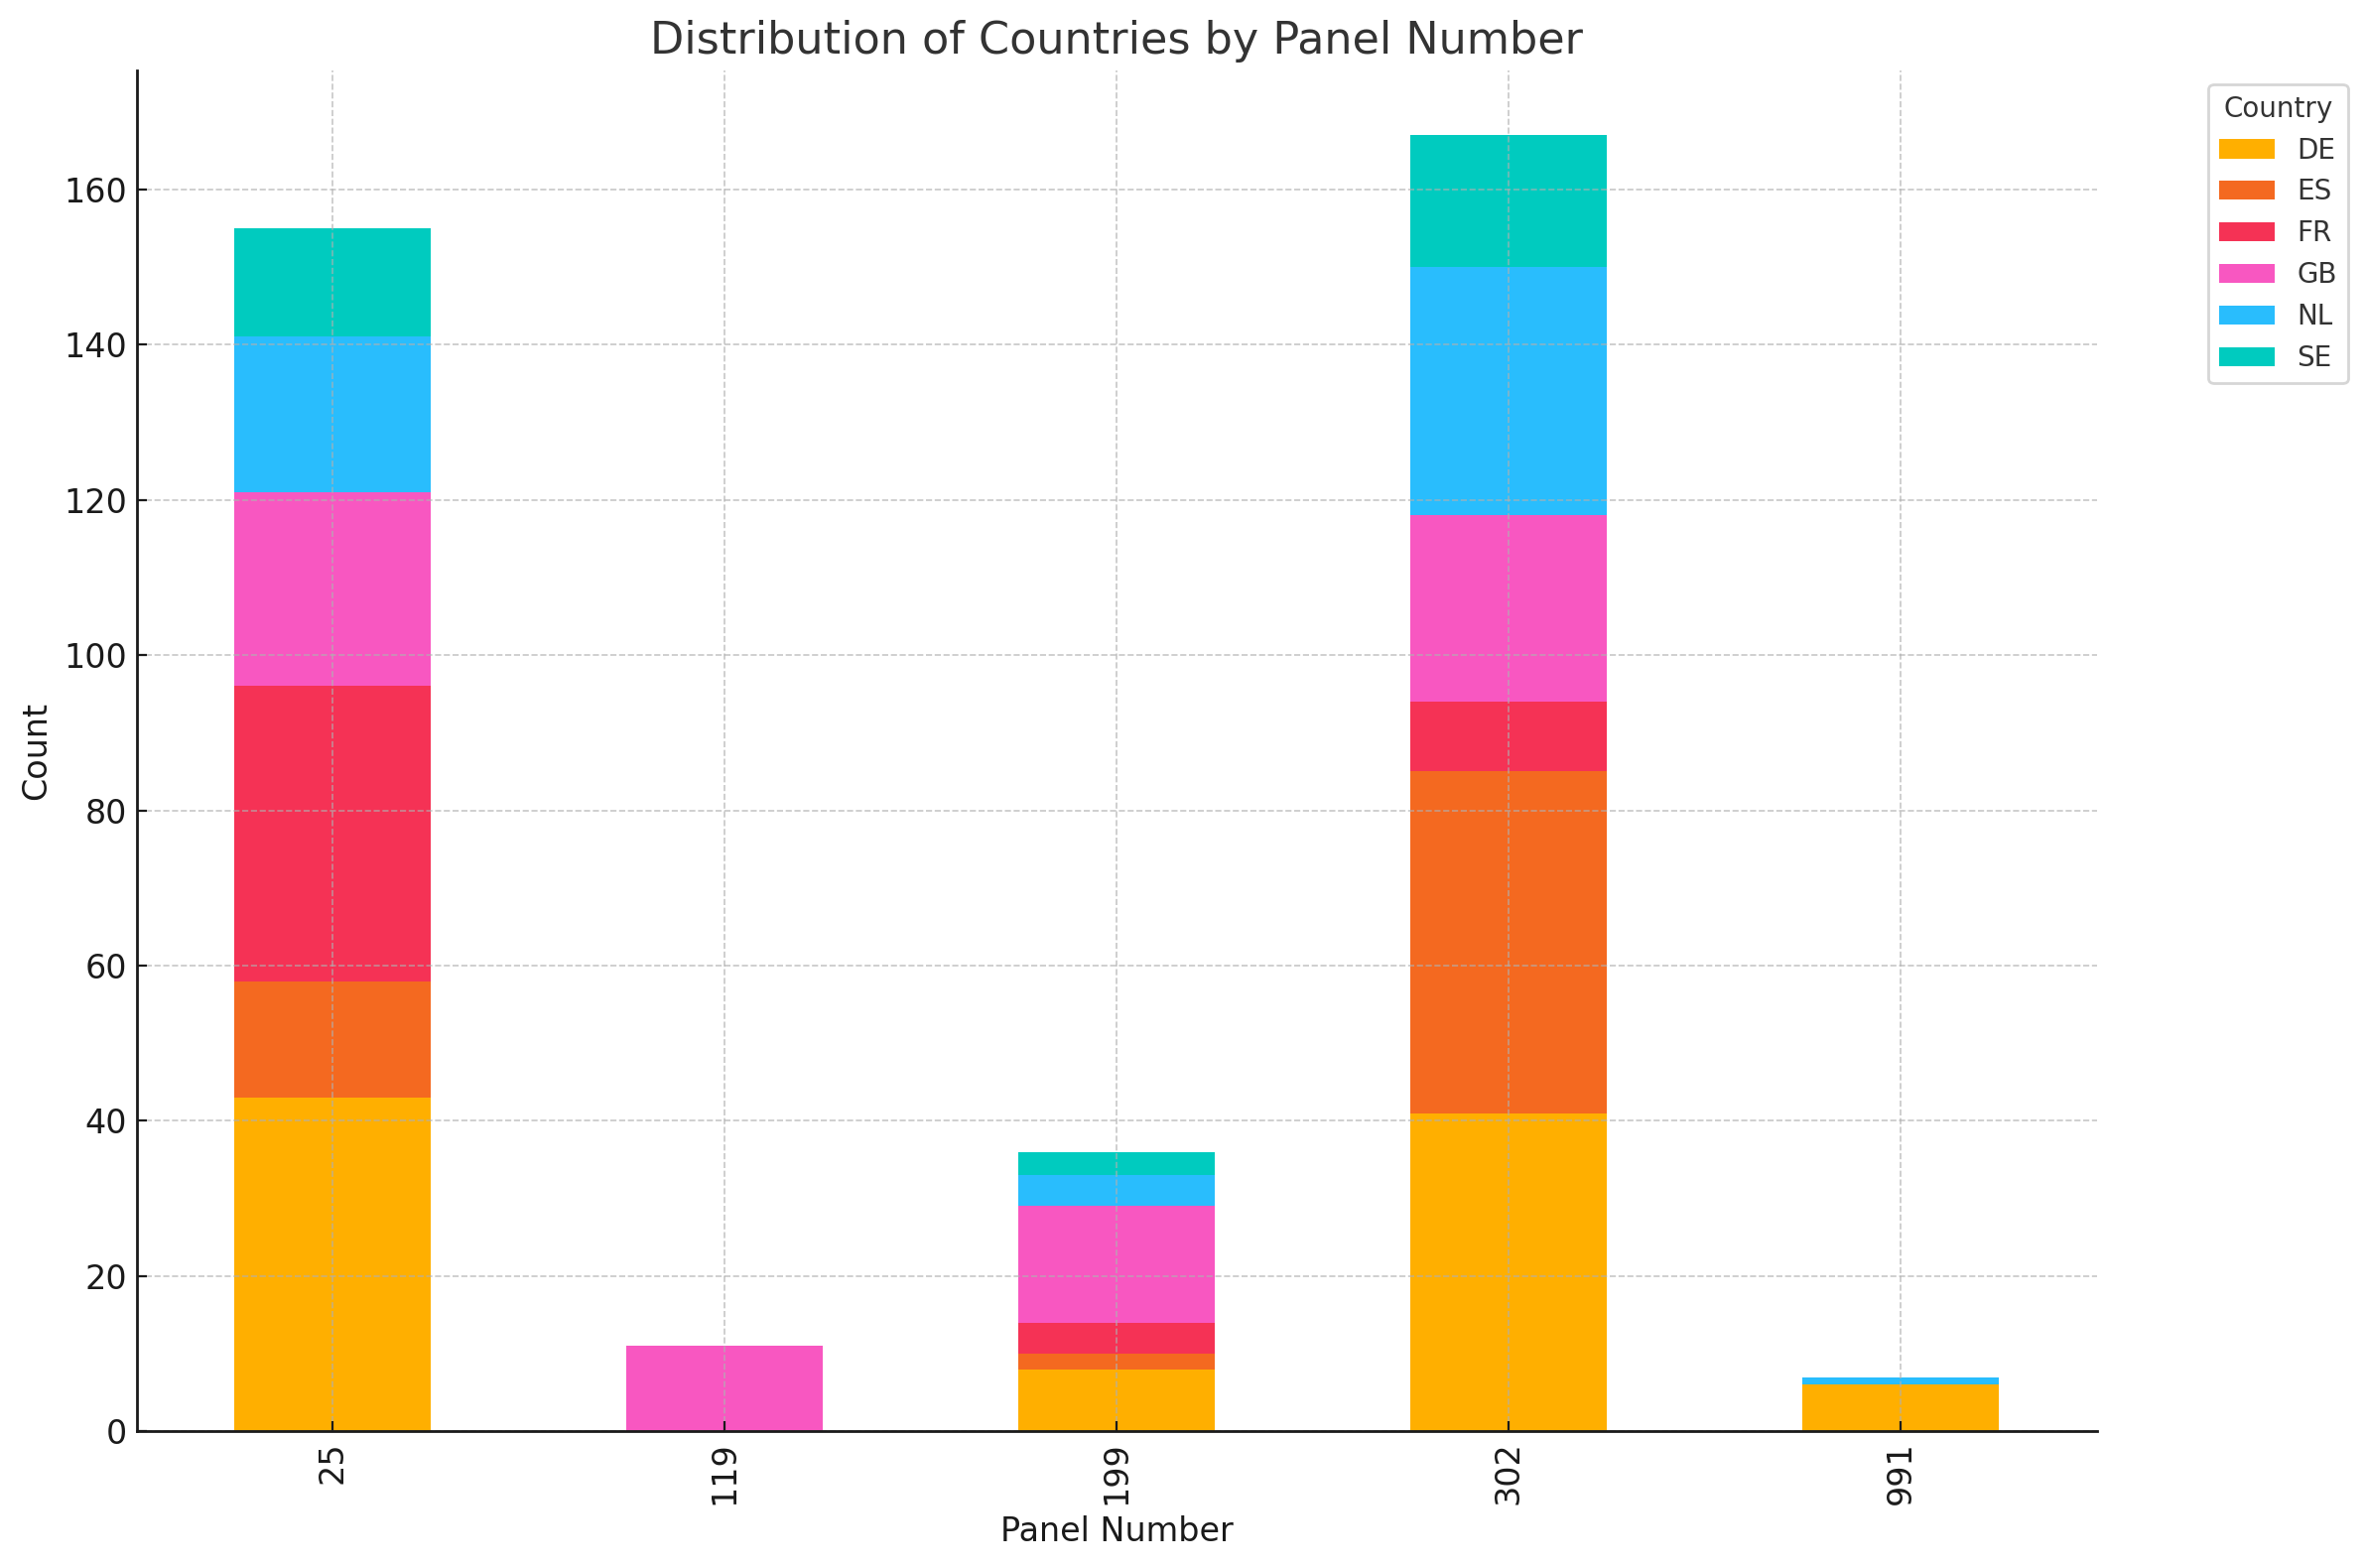 Distribution of Countries by Panel Number
Country
DE
ES
FR
GB
NL
SE
160
140
120
100
80
60
40
20
0
Count
25
119
199
302
991
Panel Number